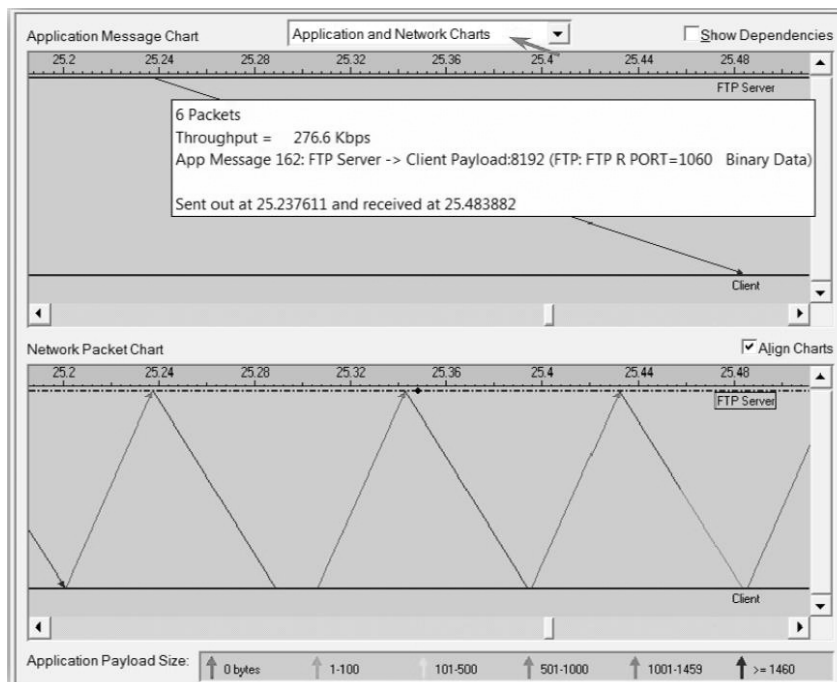 Application Message Chart
Application and Network Charts
Show Dependencies
25.2 25.24 25.28 25.32 25.36 25.4 25.44 25.48
FTP Server
6 Packets
Throughput = 276.6 Kbps
App Message 162: FTP Server -> Client Payload:8192 (FTP: FTP R PORT=1060 Binary Data)
Sent out at 25.237611 and received at 25.483882
Client
Network Packet Chart
Align Charts
25.2 25.24 25.28 25.32 25.36 25.4 25.44 25.48
FTP Server
Client
Application Payload Size:
0 bytes 1-100 101-500 501-1000 1001-1459 >= 1460